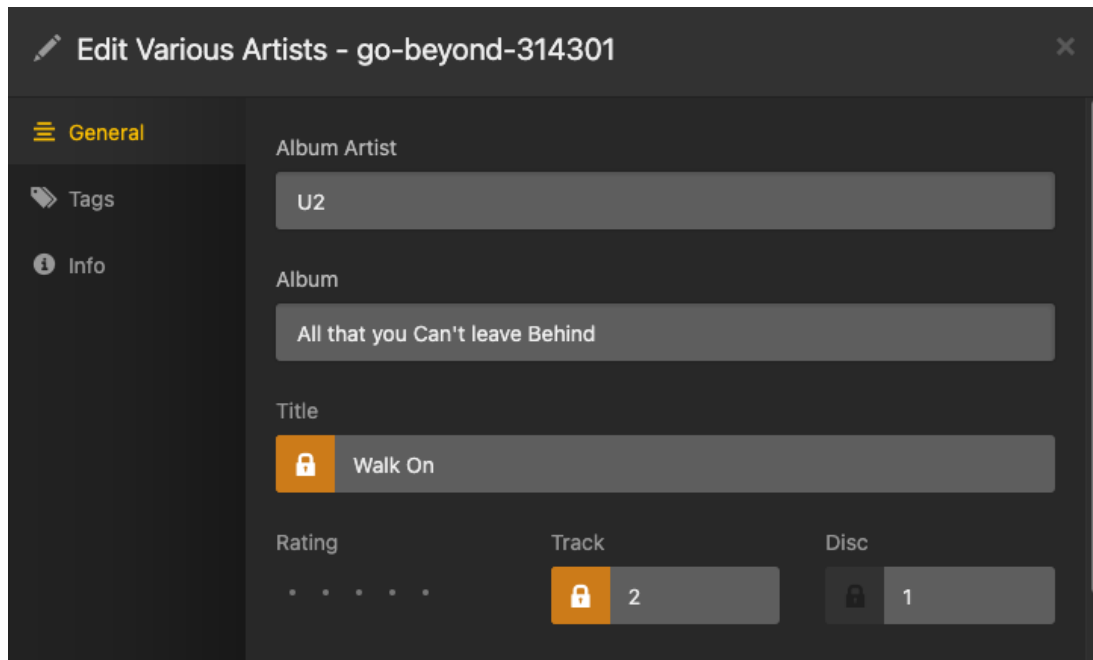 Edit Various Artists - go-beyond-314301
General
Tags
Info
Album Artist
U2
Album
All that you Can't leave Behind
Title
Walk On
Rating Track Disc
2 1